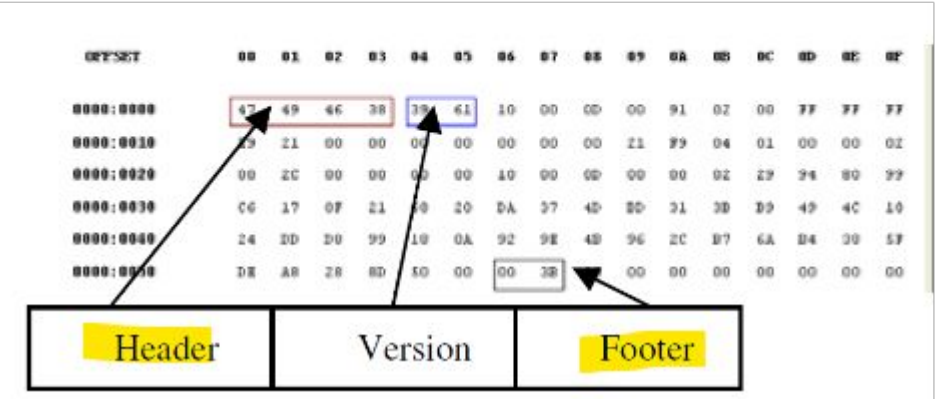 OFFSET 00 01 02 03 04 05 06 07 08 09 0A 0B 0C 0D 0E 0F
0000:0000 47 49 46 38 39 61 10 00 0D 00 91 02 00 FF FF FF
0000:0010 21 00 00 00 00 00 00 00 21 F9 04 01 00 00 02
0000:0020 00 2C 00 00 00 00 10 00 0D 00 00 02 29 94 80 99
0000:0030 C6 17 0F 21 20 DA 37 4D 31 3D D9 49 4C 10
0000:0040 24 DD D0 99 10 0A 92 9E 96 2C B7 6A D4 38 5F
0000:0050 DE A8 28 8D 50 00 00 3B 00 00 00 00 00 00 00
Header Version Footer